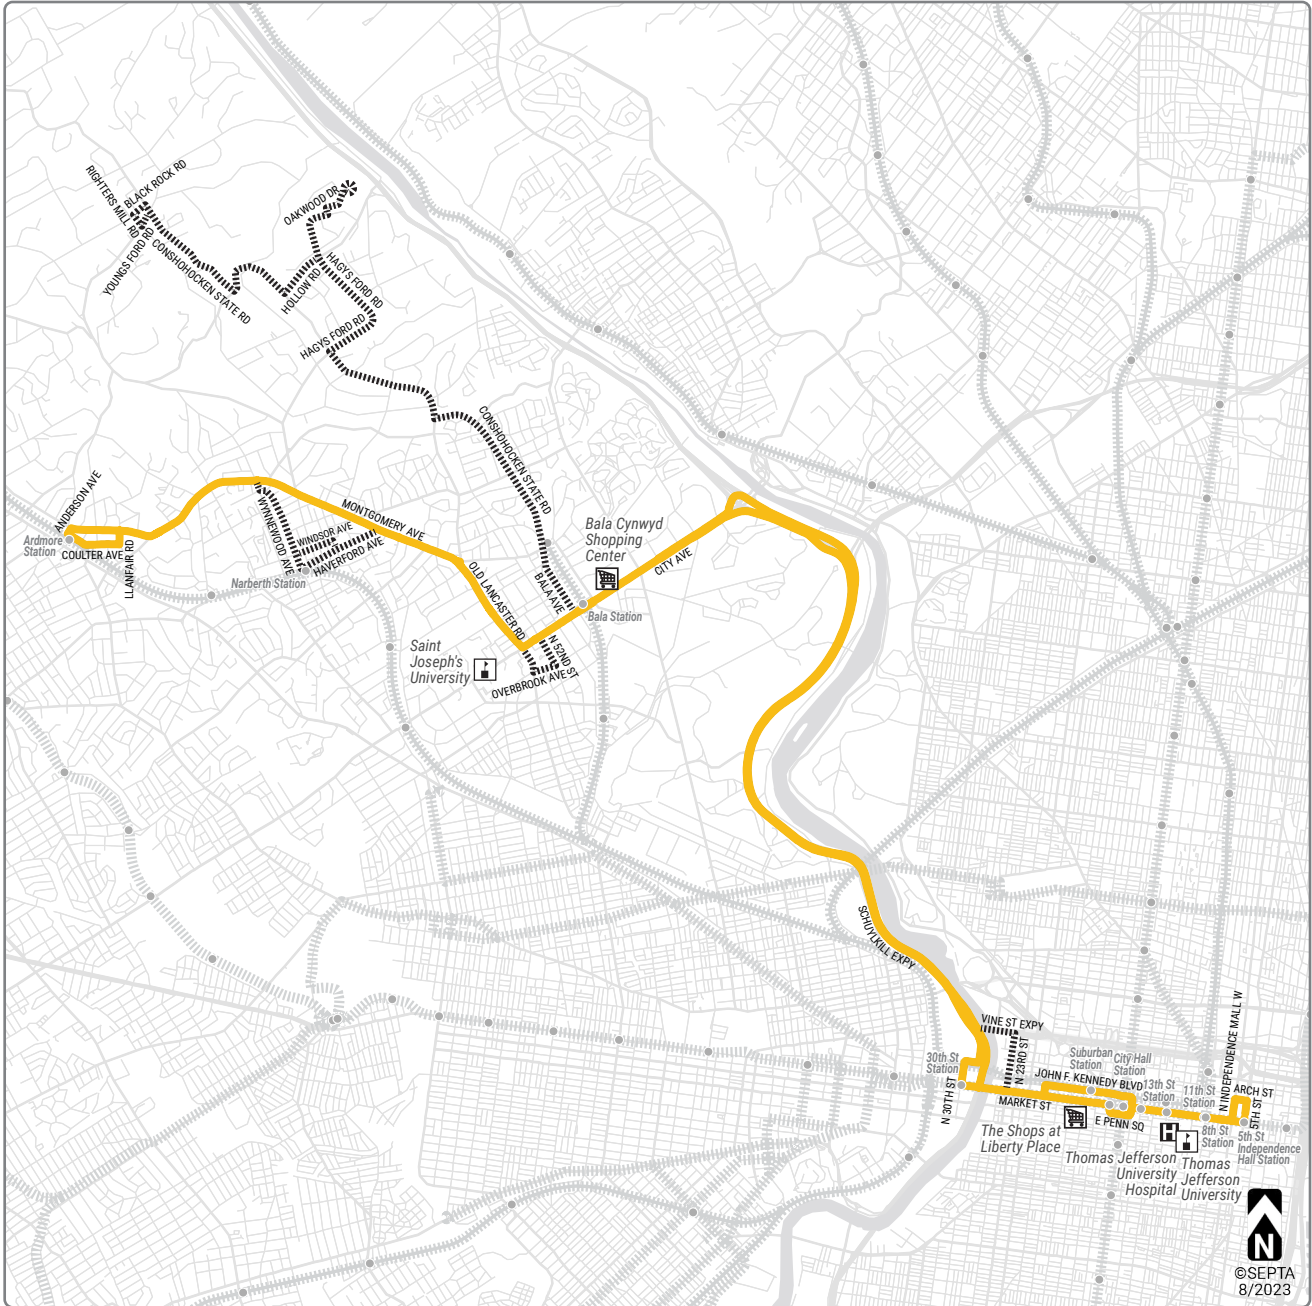 BLACK ROCK RD
RIGHTERS MILL RD
OAKWOOD DR
YOUNGS FORD RD
CONSHOHOCKEN STATE RD
HOLLOW RD
HAGYS FORD RD
HAGYS FORD RD
CONSHOHOCKEN STATE RD
ANDERSON AVE
Ardmore
Station
COULTER AVE
LLANFAIR RD
WYNNEWOOD AVE
WINDSOR AVE
HAVERFORD AVE
MONTGOMERY AVE
Narberth Station
OLD LANCASTER RD
BALA AVE
Bala Cynwyd
Shopping
Center
CITY AVE
Bala Station
Saint
Joseph's
University
N 52ND ST
OVERBROOK AVE
SCHUYLKILL EXPY
VINE ST EXPY
N 23RD ST
30th St
Station
N 30TH ST
MARKET ST
JOHN F. KENNEDY BLVD
Suburban
Station
City Hall
Station
13th St
Station
11th St
Station
N INDEPENDENCE MALL W
ARCH ST
5TH ST
E PENN SQ
8th St
Station
5th St
Independence
Hall Station
The Shops at
Liberty Place
H
Thomas Jefferson
University
Hospital
Thomas
Jefferson
University
N
©SEPTA
8/2023